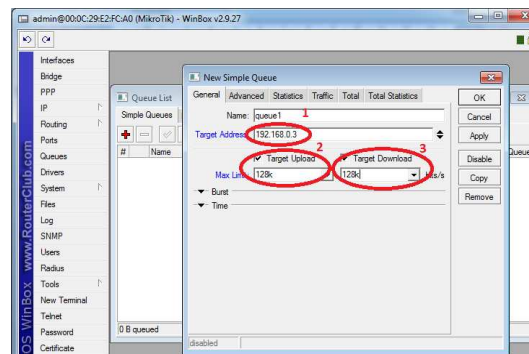 admin@00:0C:29:E2:FC:A0 (MikroTik) - WinBox v2.9.27
Interfaces
Bridge
PPP
IP
Routing
Ports
Queues
Drivers
System
Files
Log
SNMP
Users
Radius
Tools
New Terminal
Telnet
Password
Certificate
OS WinBox www.RouterClub.com
Queue List
Simple Queues
# Name
0 B queued
New Simple Queue
General Advanced Statistics Traffic Total Total Statistics
Name: queue1 1
Target Address: 192.168.0.3
2 3
Target Upload Target Download
Max Limit: 128k 128k bits/s
Burst
Time
disabled
OK
Cancel
Apply
Disable
Copy
Remove